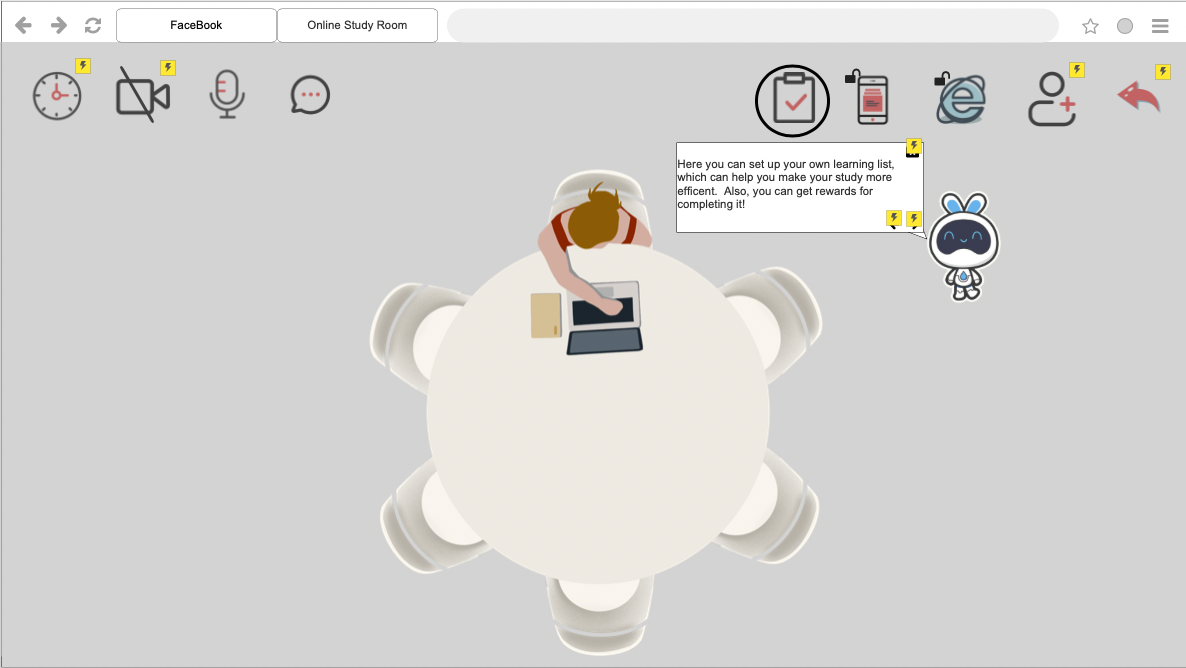 FaceBook
Online Study Room
Here you can set up your own learning list,
which can help you make your study more
efficent.  Also, you can get rewards for
completing it!